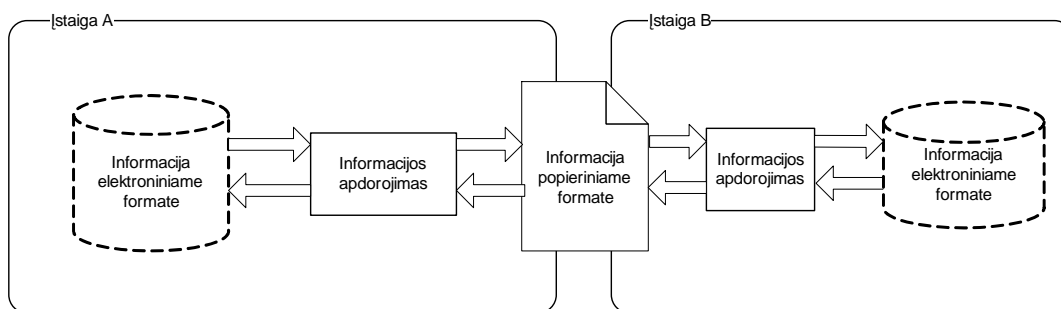 Įstaiga A
Įstaiga B
Informacija
elektroniniame
formate
Informacijos
apdorojimas
Informacija
popieriniame
formate
Informacijos
apdorojimas
Informacija
elektroniniame
formate